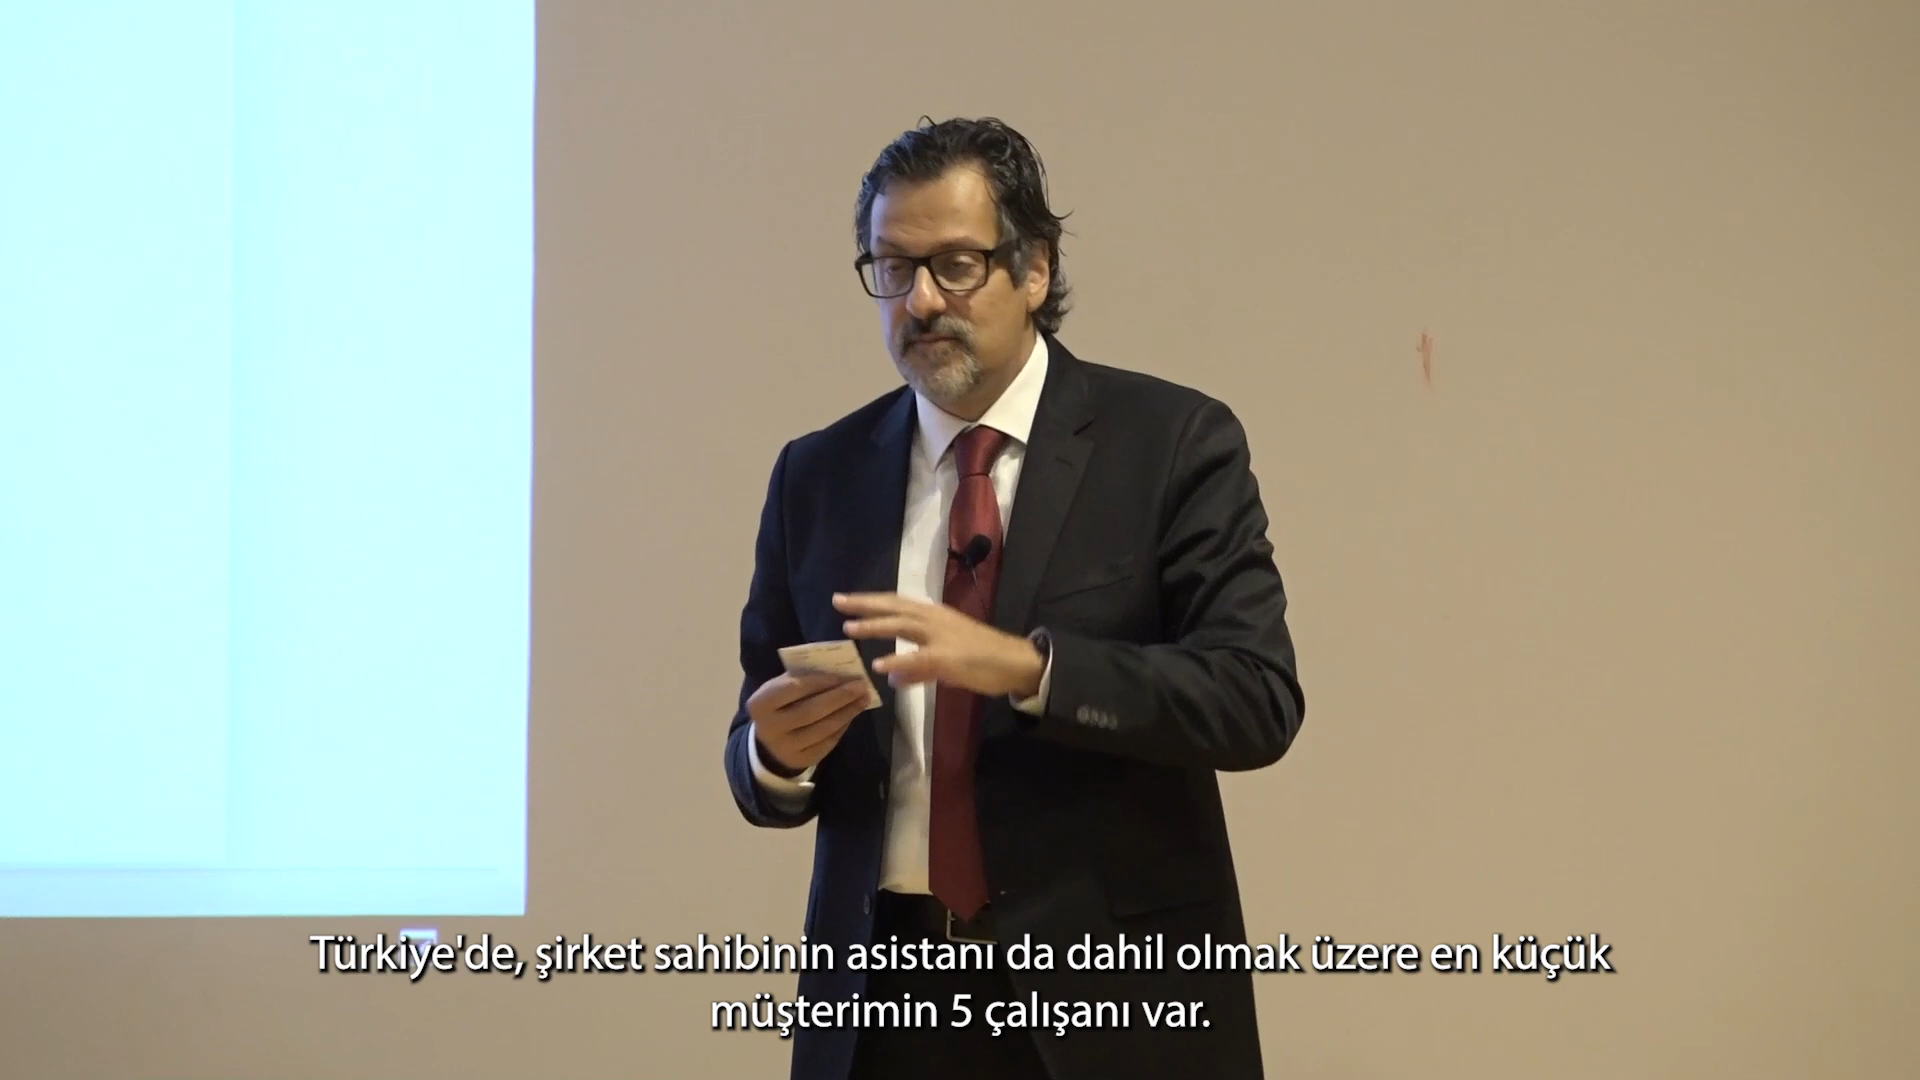 Türkiye'de, şirket sahibinin asistanı da dahil olmak üzere en küçük
müşterimin 5 çalışanı var.